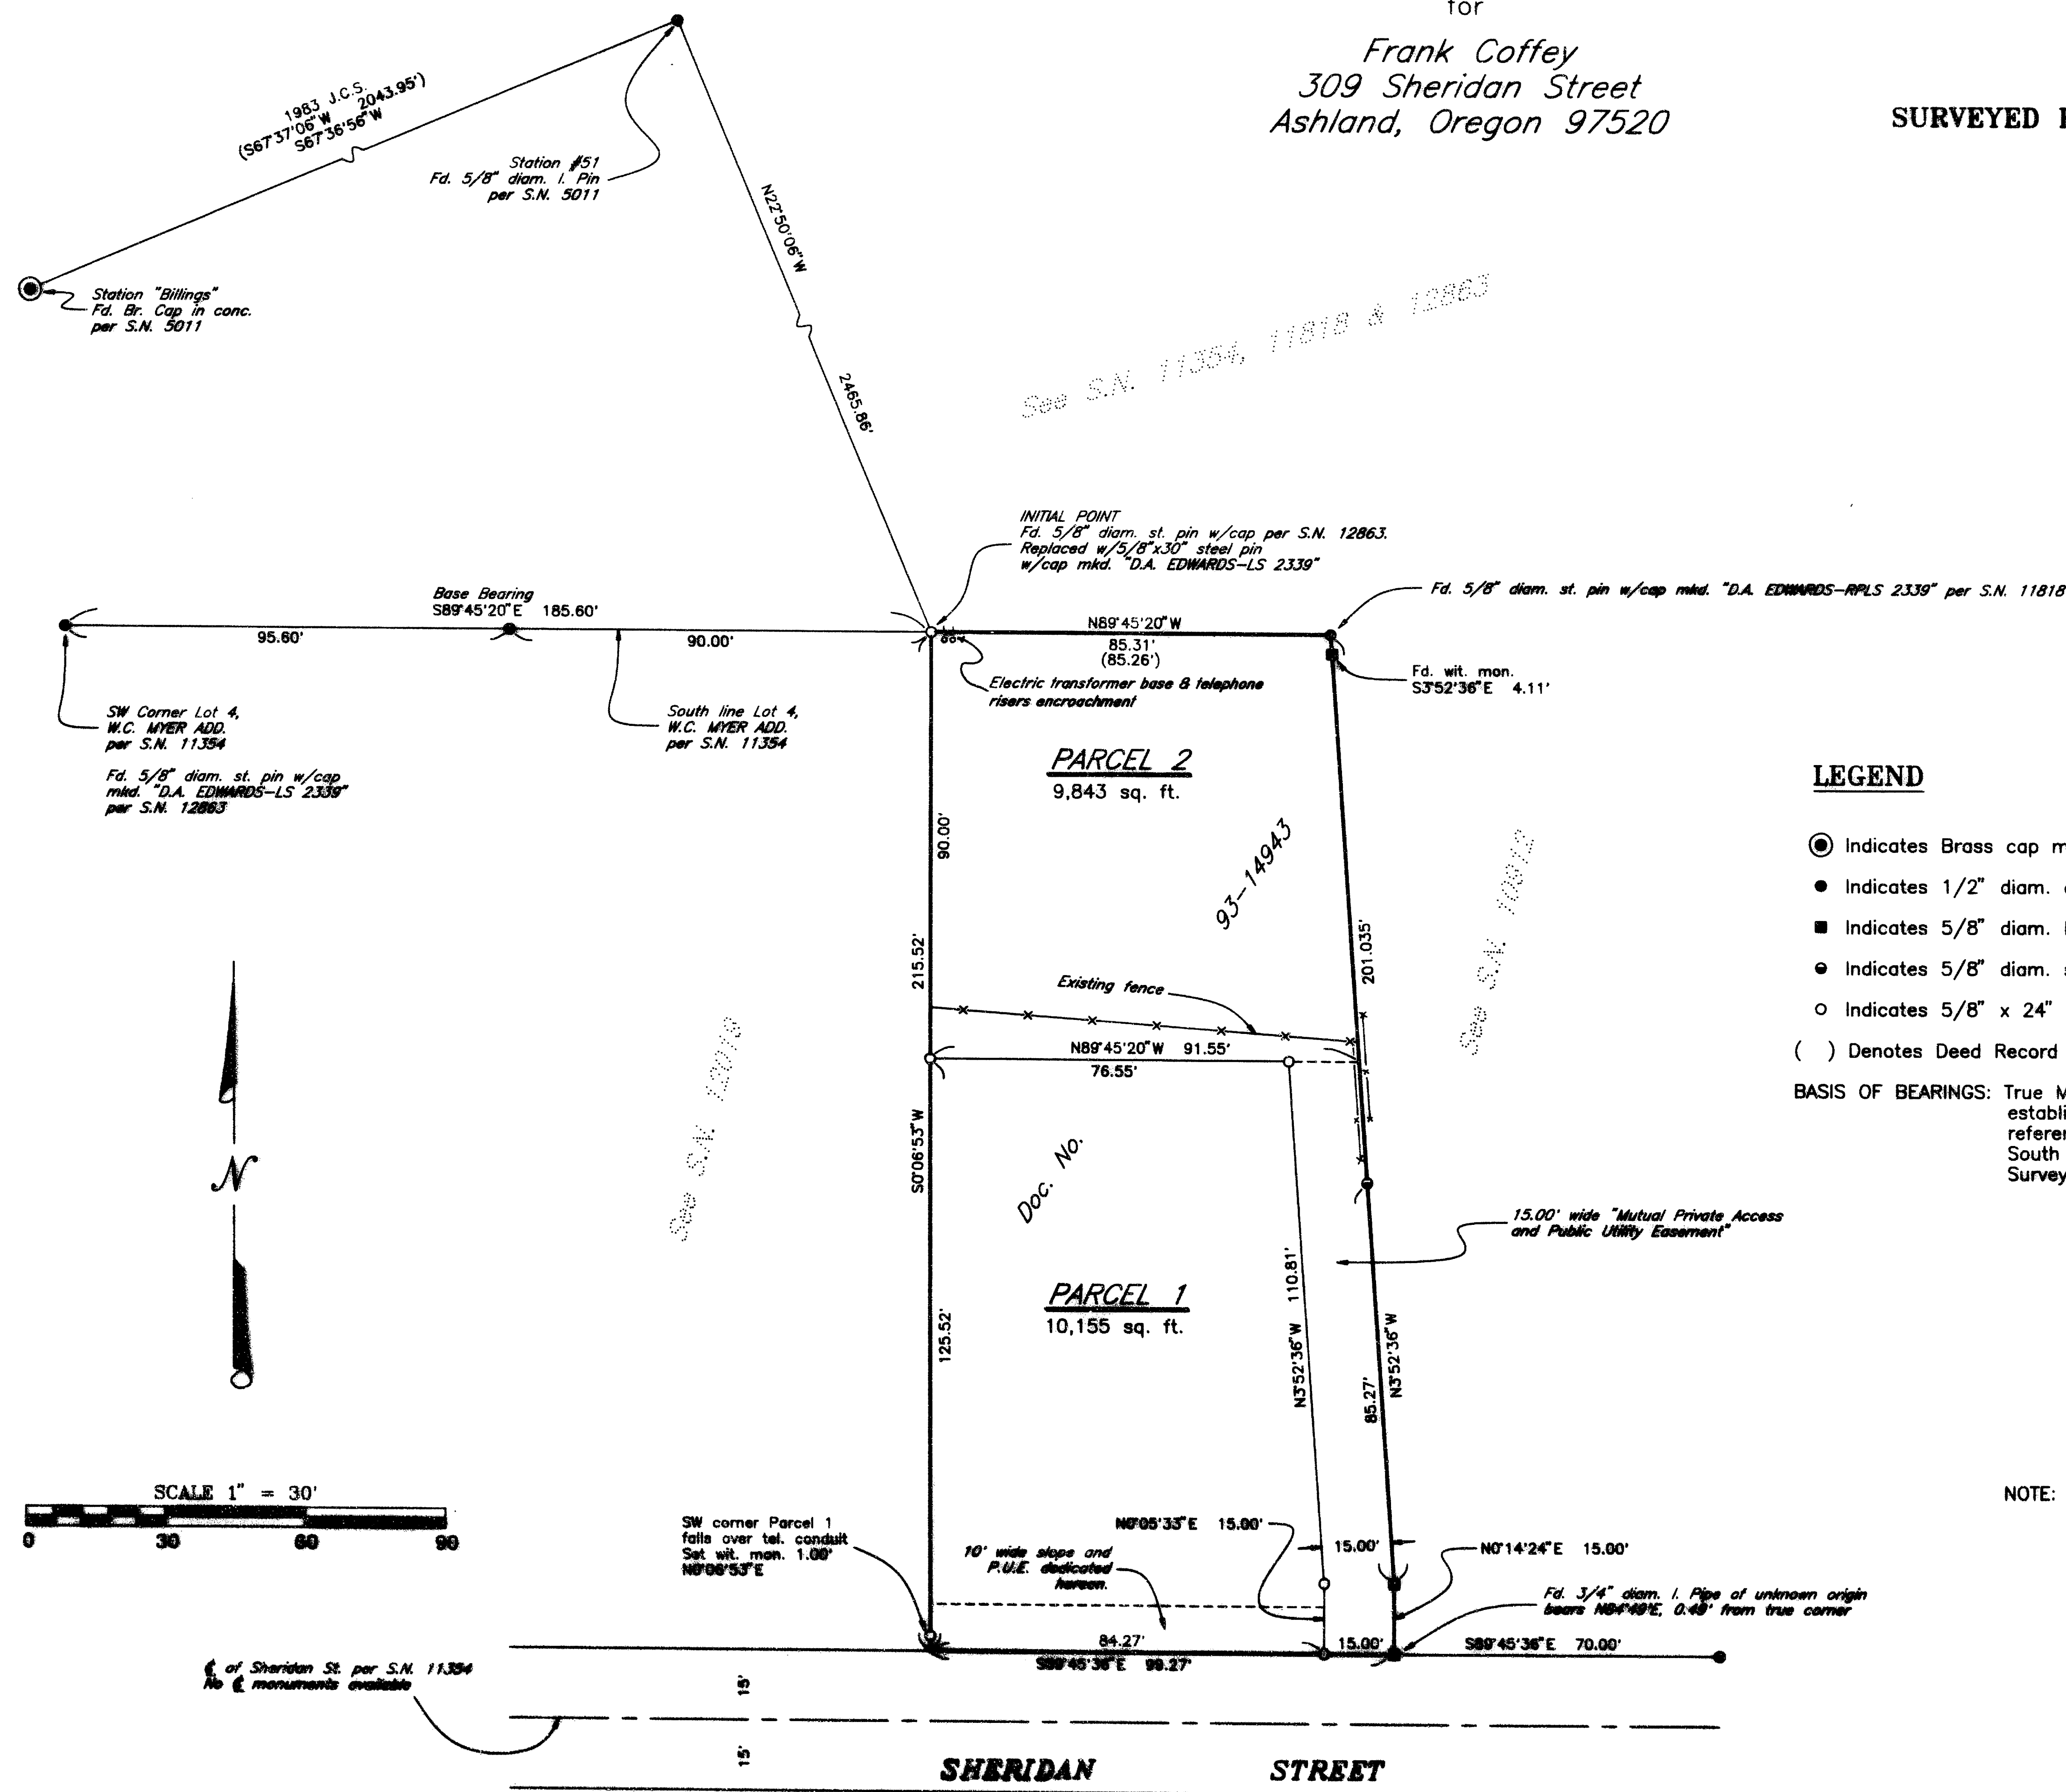 for
Frank Coffey
309 Sheridan Street
Ashland, Oregon 97520
SURVEYED
1983 J.C.S.
(S67°37'06"W 2043.95')
S67°36'56"W
Station #51
Fd. 5/8" diam. I. Pin
per S.N. 5011
N22°50'06"W
2465.86'
Station "Billings"
Fd. Br. Cap in conc.
per S.N. 5011
See S.N. 11354, 11818 & 12863
INITIAL POINT
Fd. 5/8" diam. st. pin w/cap per S.N. 12863.
Replaced w/5/8"x30" steel pin
w/cap mkd. "D.A. EDWARDS-LS 2339"
Fd. 5/8" diam. st. pin w/cap mkd. "D.A. EDWARDS-RPLS 2339" per S.N. 11818
Base Bearing
S89°45'20"E 185.60'
95.60'
90.00'
N89°45'20"W
85.31'
(85.26')
Fd. wit. mon.
S3°52'36"E 4.11'
Electric transformer base & telephone
risers encroachment
SW Corner Lot 4,
W.C. MYER ADD.
per S.N. 11354
Fd. 5/8" diam. st. pin w/cap
mkd. "D.A. EDWARDS-LS 2339"
per S.N. 12863
South line Lot 4,
W.C. MYER ADD.
per S.N. 11354
PARCEL 2
9,843 sq. ft.
90.00'
93-14943
215.52'
201.035'
Existing fence
N89°45'20"W 91.55'
76.55'
See S.N. 12019
See S.N. 10912
S0°06'53"W
Doc. No.
LEGEND
Indicates Brass cap
Indicates 1/2" diam.
Indicates 5/8" diam.
Indicates 5/8" diam.
Indicates 5/8" x 24"
( ) Denotes Deed Record
BASIS OF BEARINGS: True
South
N
15.00' wide "Mutual Private Access
and Public Utility Easement"
PARCEL 1
10,155 sq. ft.
125.52'
110.81'
N3°52'36"W
N3°52'36"W
85.27'
SCALE 1" = 30'
0 30 60 90
NOTE:
SW corner Parcel 1
falls over tel. conduit
Set wit. mon. 1.00'
N0°06'53"E
10' wide slope and
P.U.E. dedicated
hereon.
N0°05'33"E 15.00'
15.00'
N0°14'24"E 15.00'
Fd. 3/4" diam. I. Pipe of unknown origin
bears N84°49'E, 0.49' from true corner
84.27'
15.00'
S89°45'36"E 70.00'
S89°45'36"E 99.27'
℄ of Sheridan St. per S.N. 11354
No ℄ monuments available
15'
15'
SHERIDAN STREET